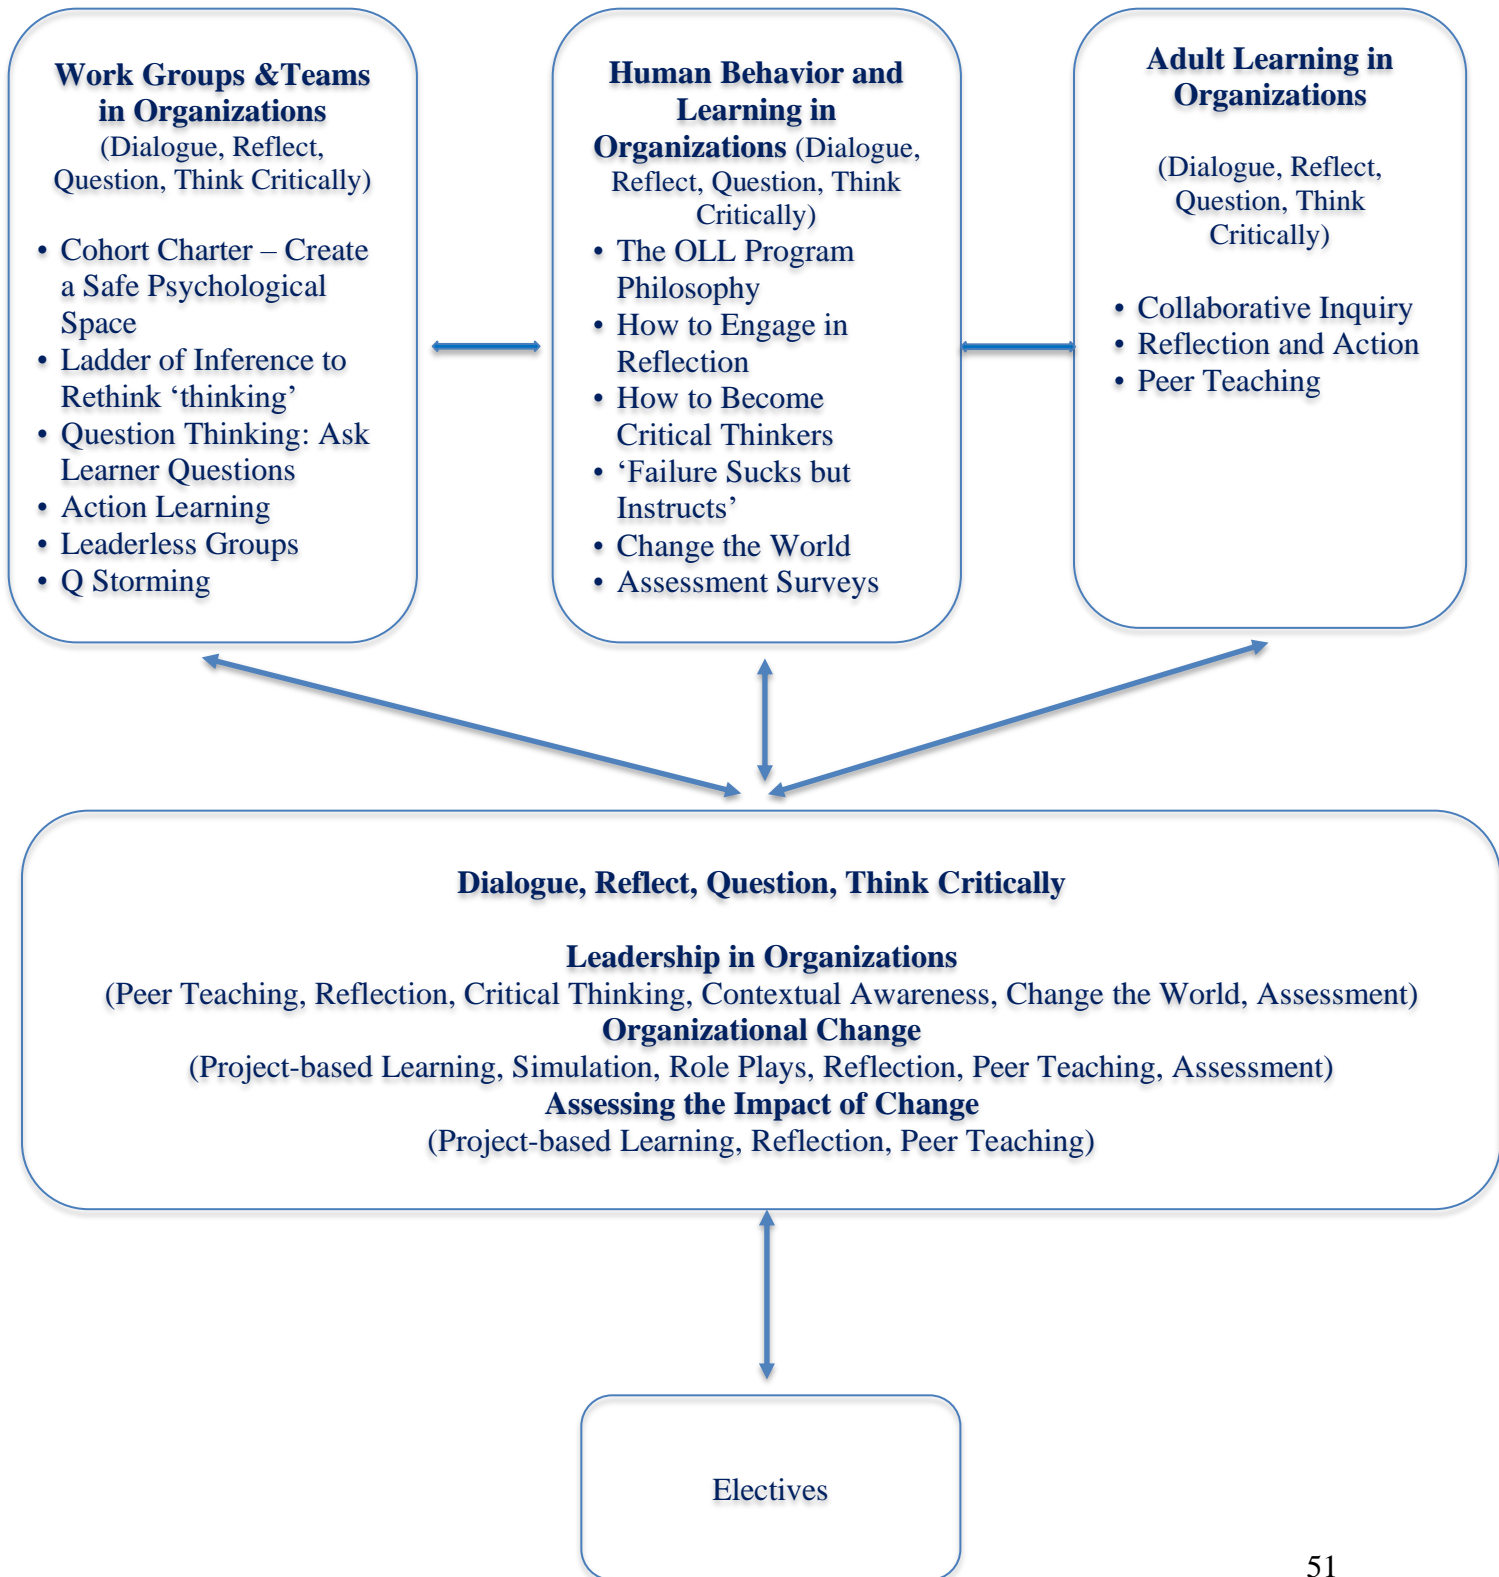 Work Groups &Teams
in Organizations
(Dialogue, Reflect,
Question, Think Critically)
• Cohort Charter – Create
a Safe Psychological
Space
• Ladder of Inference to
Rethink ‘thinking’
• Question Thinking: Ask
Learner Questions
• Action Learning
• Leaderless Groups
• Q Storming
Human Behavior and
Learning in
Organizations (Dialogue,
Reflect, Question, Think
Critically)
• The OLL Program
Philosophy
• How to Engage in
Reflection
• How to Become
Critical Thinkers
• ‘Failure Sucks but
Instructs’
• Change the World
• Assessment Surveys
Adult Learning in
Organizations
(Dialogue, Reflect,
Question, Think
Critically)
• Collaborative Inquiry
• Reflection and Action
• Peer Teaching
Dialogue, Reflect, Question, Think Critically
Leadership in Organizations
(Peer Teaching, Reflection, Critical Thinking, Contextual Awareness, Change the World, Assessment)
Organizational Change
(Project-based Learning, Simulation, Role Plays, Reflection, Peer Teaching, Assessment)
Assessing the Impact of Change
(Project-based Learning, Reflection, Peer Teaching)
Electives
51